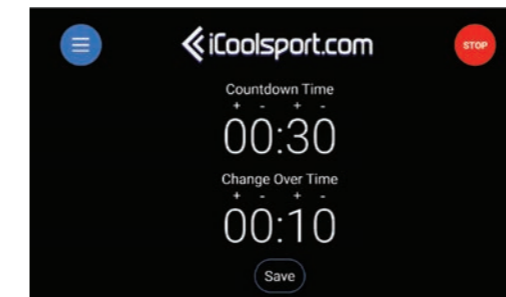 iCoolsport.com
STOP
Countdown Time
+ - + -
00:30
Change Over Time
+ - + -
00:10
Save